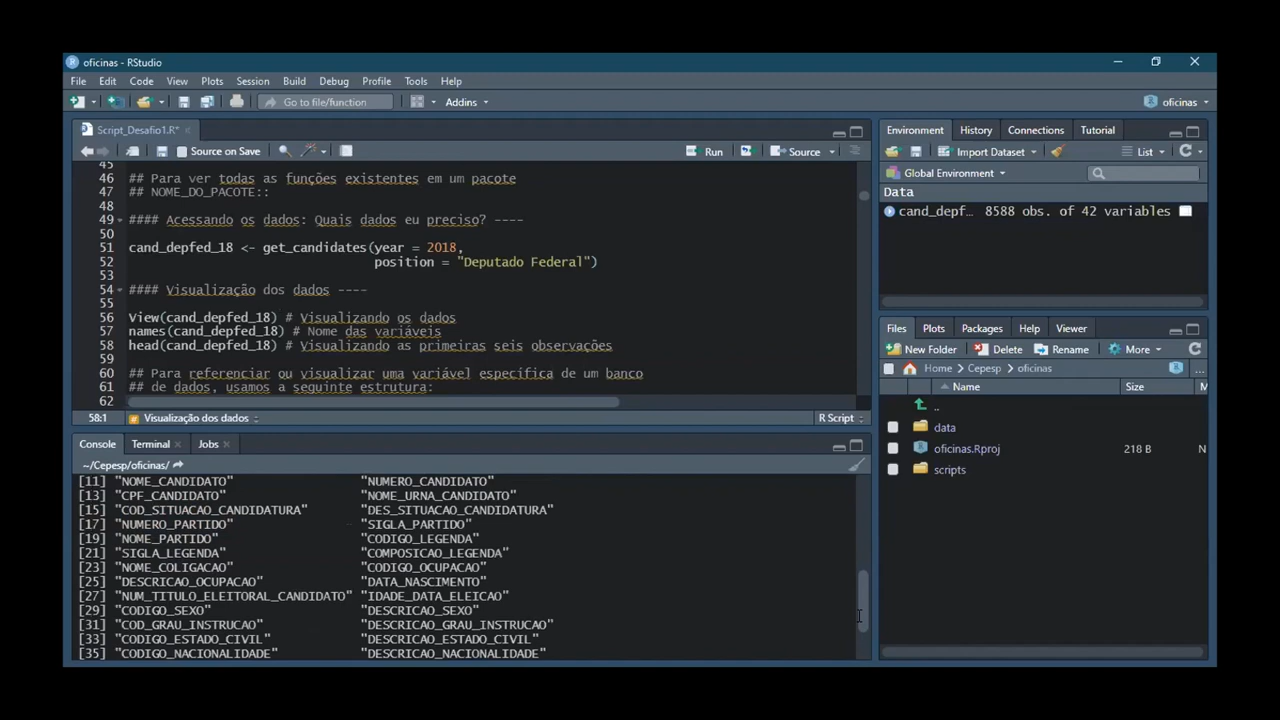 oficinas - RStudio
File Edit Code View Plots Session Build Debug Profile Tools Help
Go to file/function Addins oficinas
Script_Desafio1.R*
Source on Save Run Source
45
46 ## Para ver todas as funções existentes em um pacote
47 ## NOME_DO_PACOTE::
48
49 #### Acessando os dados: Quais dados eu preciso? ----
50
51 cand_depfed_18 <- get_candidates(year = 2018,
52 position = "Deputado Federal")
53
54 #### Visualização dos dados ----
55
56 View(cand_depfed_18) # Visualizando os dados
57 names(cand_depfed_18) # Nome das variáveis
58 head(cand_depfed_18) # Visualizando as primeiras seis observações
59
60 ## Para referenciar ou visualizar uma variável específica de um banco
61 ## de dados, usamos a seguinte estrutura:
62
58:1 # Visualização dos dados R Script
Console Terminal Jobs
~/Cepesp/oficinas/
[11] "NOME_CANDIDATO" "NUMERO_CANDIDATO"
[13] "CPF_CANDIDATO" "NOME_URNA_CANDIDATO"
[15] "COD_SITUACAO_CANDIDATURA" "DES_SITUACAO_CANDIDATURA"
[17] "NUMERO_PARTIDO" "SIGLA_PARTIDO"
[19] "NOME_PARTIDO" "CODIGO_LEGENDA"
[21] "SIGLA_LEGENDA" "COMPOSICAO_LEGENDA"
[23] "NOME_COLIGACAO" "CODIGO_OCUPACAO"
[25] "DESCRICAO_OCUPACAO" "DATA_NASCIMENTO"
[27] "NUM_TITULO_ELEITORAL_CANDIDATO" "IDADE_DATA_ELEICAO"
[29] "CODIGO_SEXO" "DESCRICAO_SEXO"
[31] "COD_GRAU_INSTRUCAO" "DESCRICAO_GRAU_INSTRUCAO"
[33] "CODIGO_ESTADO_CIVIL" "DESCRICAO_ESTADO_CIVIL"
[35] "CODIGO_NACIONALIDADE" "DESCRICAO_NACIONALIDADE"
Environment History Connections Tutorial
Import Dataset List
Global Environment
Data
cand_depf… 8588 obs. of 42 variables
Files Plots Packages Help Viewer
New Folder Delete Rename More
Home Cepesp oficinas ...
Name Size M
..
data
oficinas.Rproj 218 B N
scripts